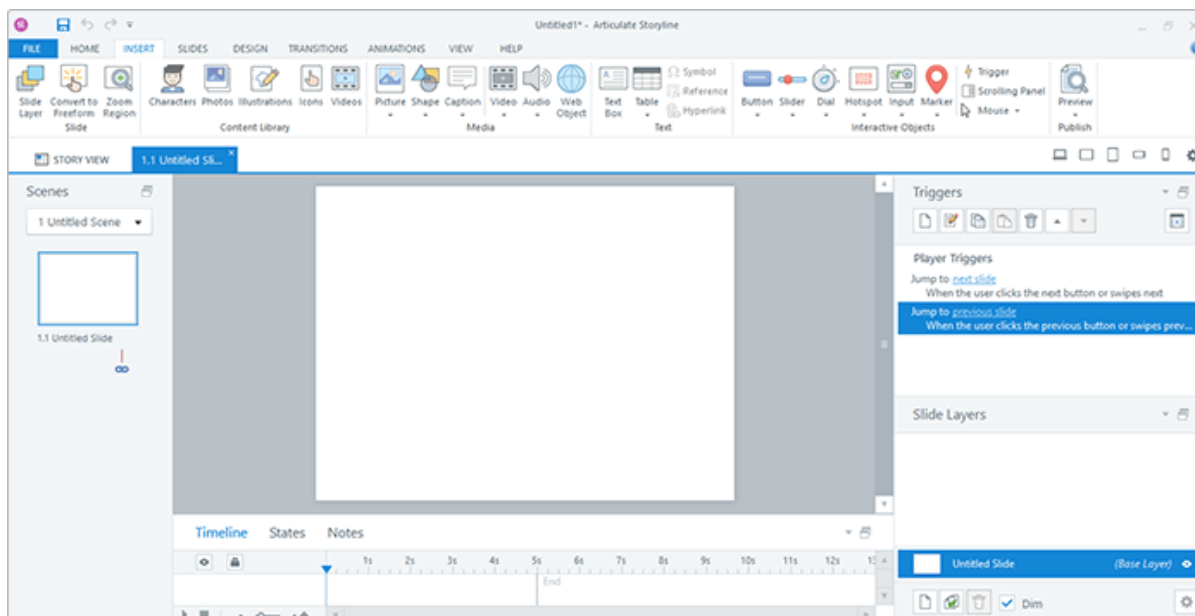 Untitled1* - Articulate Storyline
FILE HOME INSERT SLIDES DESIGN TRANSITIONS ANIMATIONS VIEW HELP
Slide Layer
Convert to Freeform
Zoom Region
Slide
Characters Photos Illustrations Icons Videos
Content Library
Picture Shape Caption Video Audio Web Object
Media
Text Box
Table
Symbol
Reference
Hyperlink
Text
Button Slider Dial Hotspot Input Marker
Trigger
Scrolling Panel
Mouse
Interactive Objects
Preview
Publish
STORY VIEW
1.1 Untitled Sli...
Scenes
1 Untitled Scene
1.1 Untitled Slide
Triggers
Player Triggers
Jump to next slide
When the user clicks the next button or swipes next
Jump to previous slide
When the user clicks the previous button or swipes prev...
Slide Layers
Timeline States Notes
1s 2s 3s 4s 5s 6s 7s 8s 9s 10s 11s 12s 13
End
Untitled Slide (Base Layer)
Dim